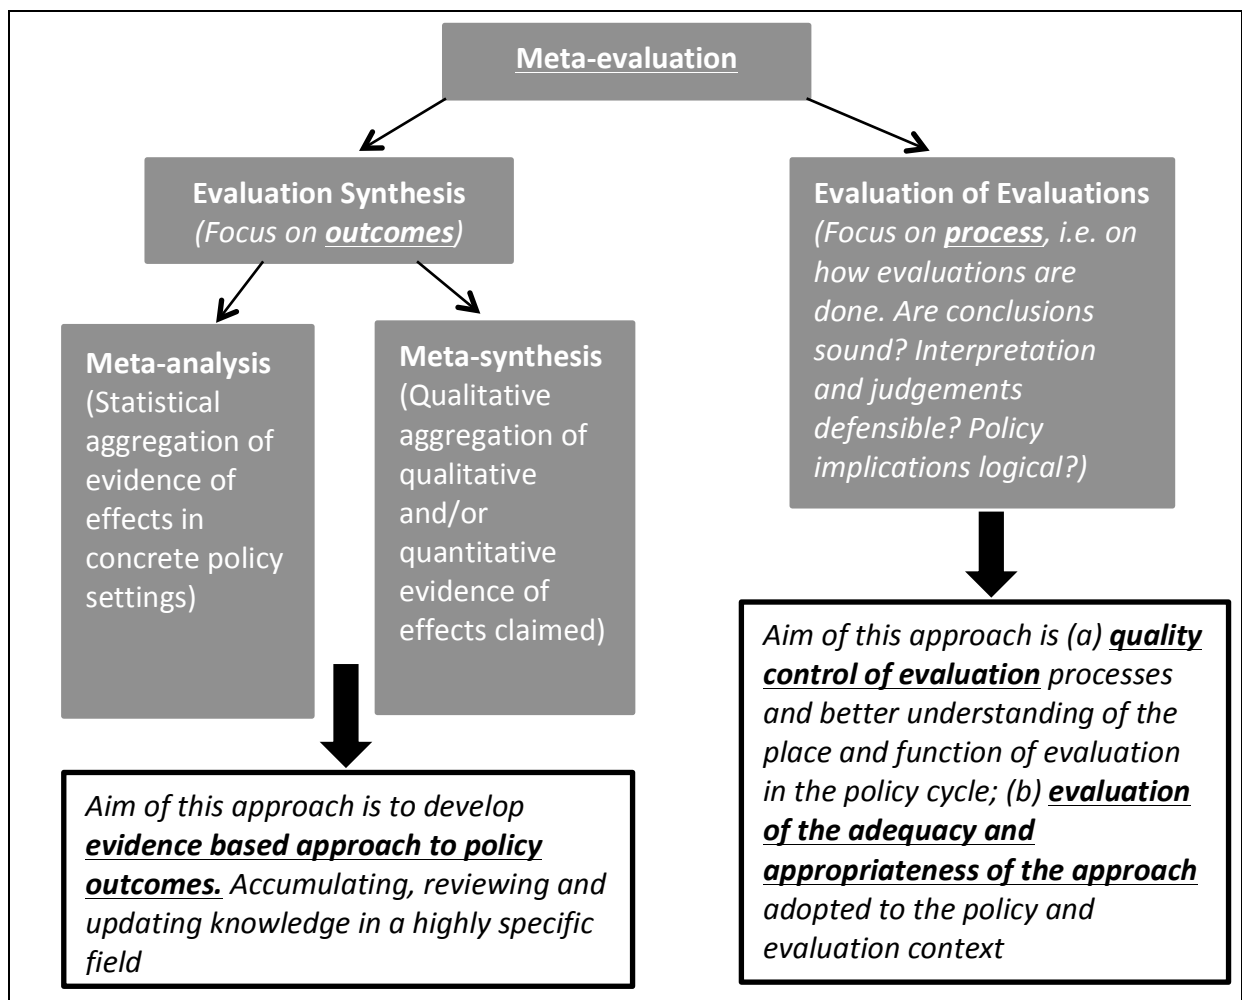 Meta-evaluation
Evaluation Synthesis
(Focus on outcomes)
Evaluation of Evaluations
(Focus on process, i.e. on
how evaluations are
done. Are conclusions
sound? Interpretation
and judgements
defensible? Policy
implications logical?)
Meta-analysis
(Statistical
aggregation of
evidence of
effects in
concrete policy
settings)
Meta-synthesis
(Qualitative
aggregation of
qualitative
and/or
quantitative
evidence of
effects claimed)
Aim of this approach is to develop
evidence based approach to policy
outcomes. Accumulating, reviewing and
updating knowledge in a highly specific
field
Aim of this approach is (a) quality
control of evaluation processes
and better understanding of the
place and function of evaluation
in the policy cycle; (b) evaluation
of the adequacy and
appropriateness of the approach
adopted to the policy and
evaluation context